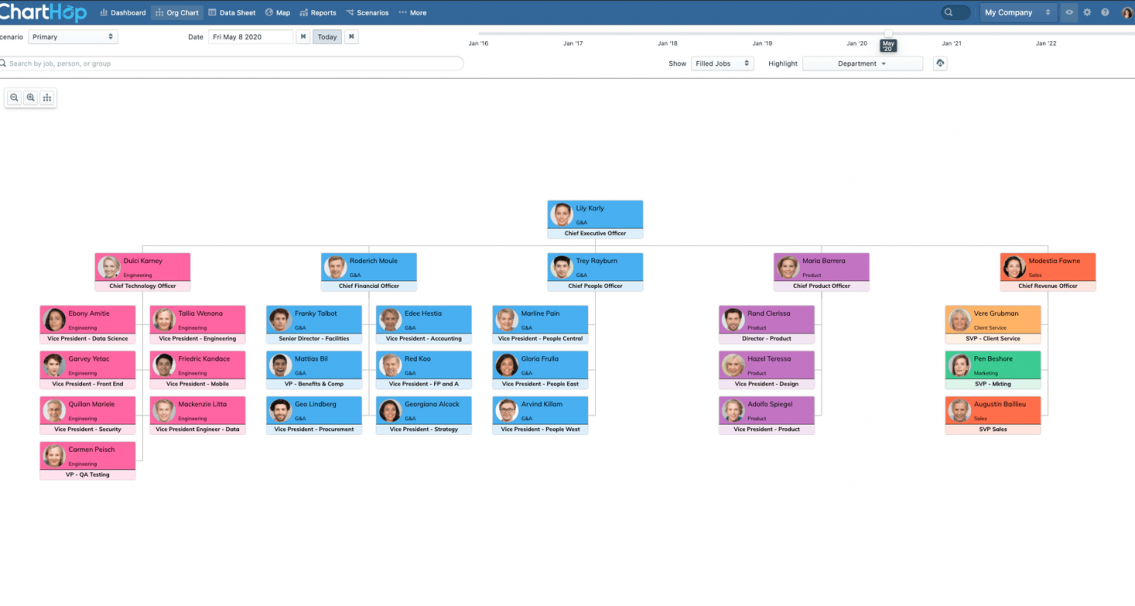 ChartHop Dashboard Org Chart Data Sheet Map Reports Scenarios More My Company
cenario Primary Date Fri May 8 2020 Today
Jan '16 Jan '17 Jan '18 Jan '19 Jan '20 May '20 Jan '21 Jan '22
Search by job, person, or group Show Filled Jobs Highlight Department
Lily Karly
G&A
Chief Executive Officer
Dulci Karney
Engineering
Chief Technology Officer
Roderich Moule
G&A
Chief Financial Officer
Trey Rayburn
G&A
Chief People Officer
Maria Barrera
Product
Chief Product Officer
Modestia Fawne
Sales
Chief Revenue Officer
Ebony Amitie
Engineering
Vice President - Data Science
Tallia Wenona
Engineering
Vice President - Engineering
Franky Talbot
G&A
Senior Director - Facilities
Edee Hestia
G&A
Vice President - Accounting
Marline Pain
G&A
Vice President - People Central
Rand Clerissa
Product
Director - Product
Vere Grubman
Client Service
SVP - Client Service
Garvey Yetac
Engineering
Vice President - Front End
Friedric Kandace
Engineering
Vice President - Mobile
Mattias Bil
G&A
VP - Benefits & Comp
Red Koo
G&A
Vice President - FP and A
Gloria Frulla
G&A
Vice President - People East
Hazel Teressa
Product
Vice President - Design
Pen Beshare
Marketing
SVP - Mkting
Quillan Mariele
Engineering
Vice President - Security
Mackenzie Litta
Engineering
Vice President Engineer - Data
Gee Lindberg
G&A
Vice President - Procurement
Georgiana Alcock
G&A
Vice President - Strategy
Arvind Killam
G&A
Vice President - People West
Adolfo Spiegel
Product
Vice President - Product
Augustin Baillieu
Sales
SVP Sales
Carmen Peisch
Engineering
VP - QA Testing